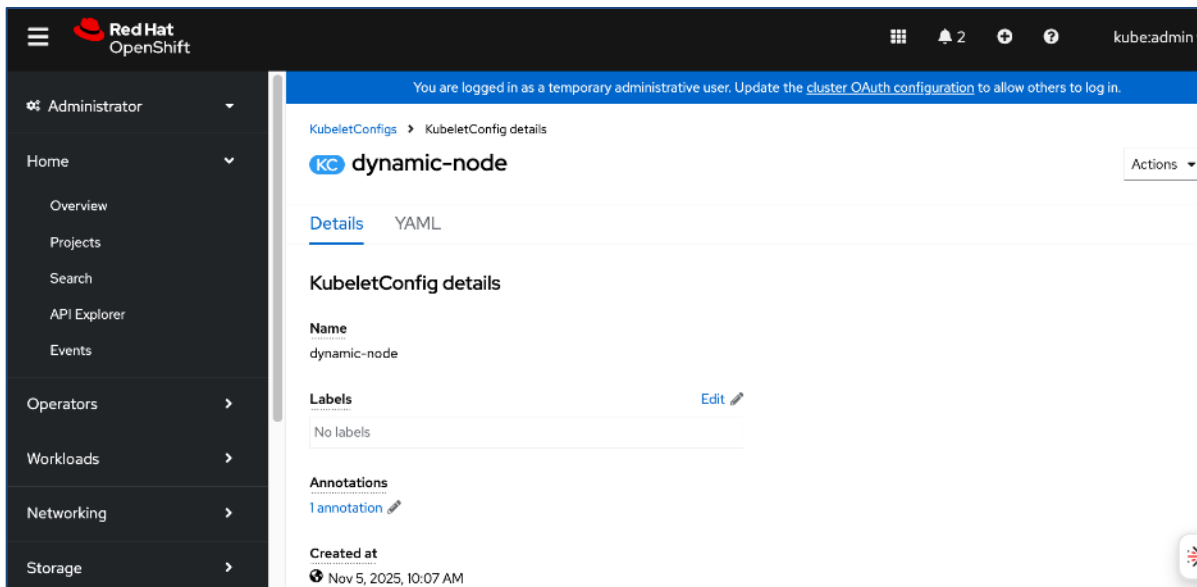 Red Hat
OpenShift
2
kube:admin
Administrator
Home
Overview
Projects
Search
API Explorer
Events
Operators
Workloads
Networking
Storage
You are logged in as a temporary administrative user. Update the cluster OAuth configuration to allow others to log in.
KubeletConfigs > KubeletConfig details
KC dynamic-node
Actions
Details YAML
KubeletConfig details
Name
dynamic-node
Labels Edit
No labels
Annotations
1 annotation
Created at
Nov 5, 2025, 10:07 AM